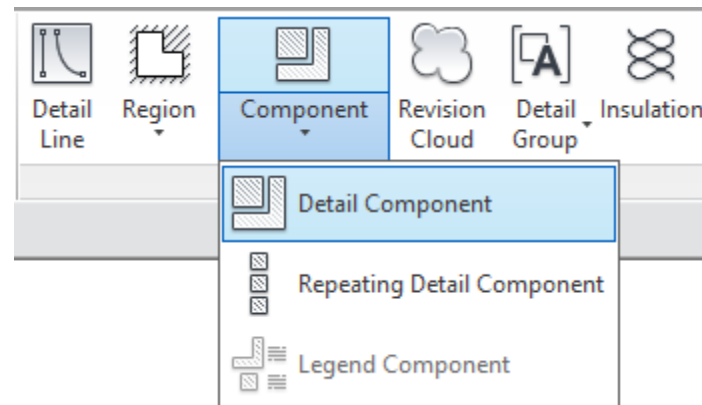 Detail Line
Region
Component
Revision Cloud
Detail Group
Insulation
A
Detail Component
Repeating Detail Component
Legend Component